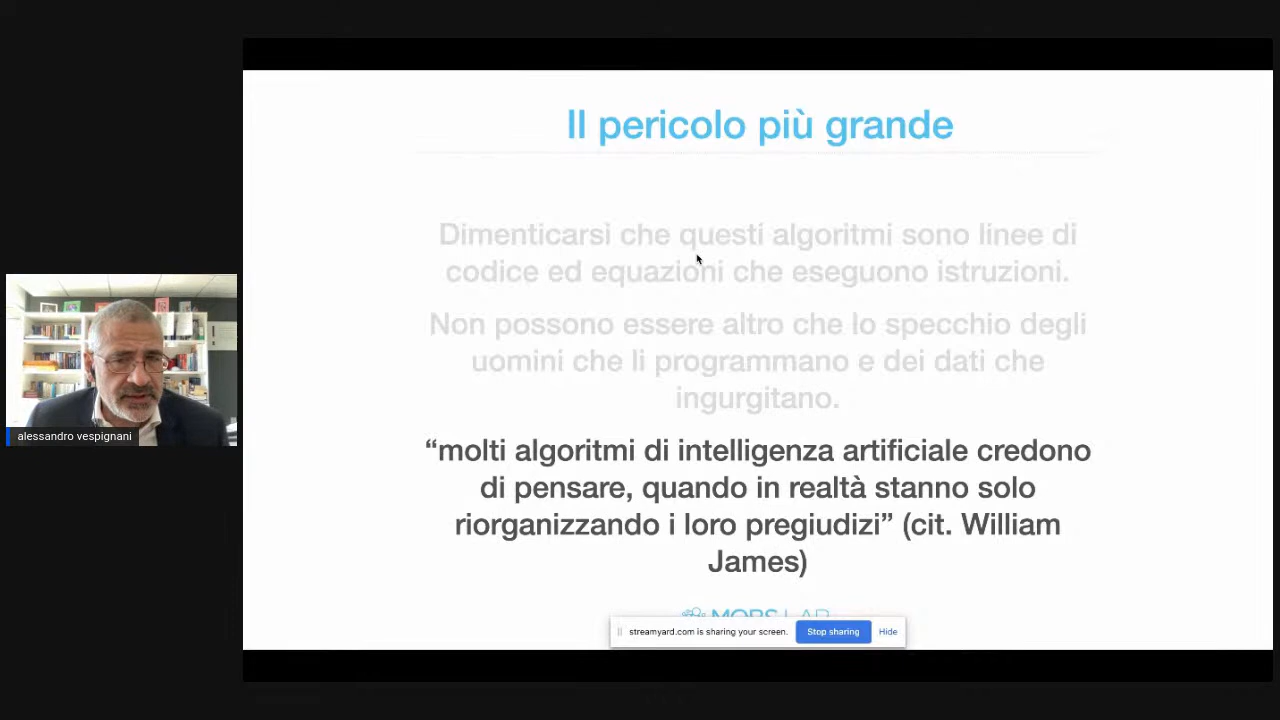 Il pericolo più grande
Dimenticarsi che questi algoritmi sono linee di
codice ed equazioni che eseguono istruzioni.
Non possono essere altro che lo specchio degli
uomini che li programmano e dei dati che
ingurgitano.
“molti algoritmi di intelligenza artificiale credono
di pensare, quando in realtà stanno solo
riorganizzando i loro pregiudizi” (cit. William
James)
MOBS LAB
streamyard.com is sharing your screen. Stop sharing Hide
alessandro vespignani